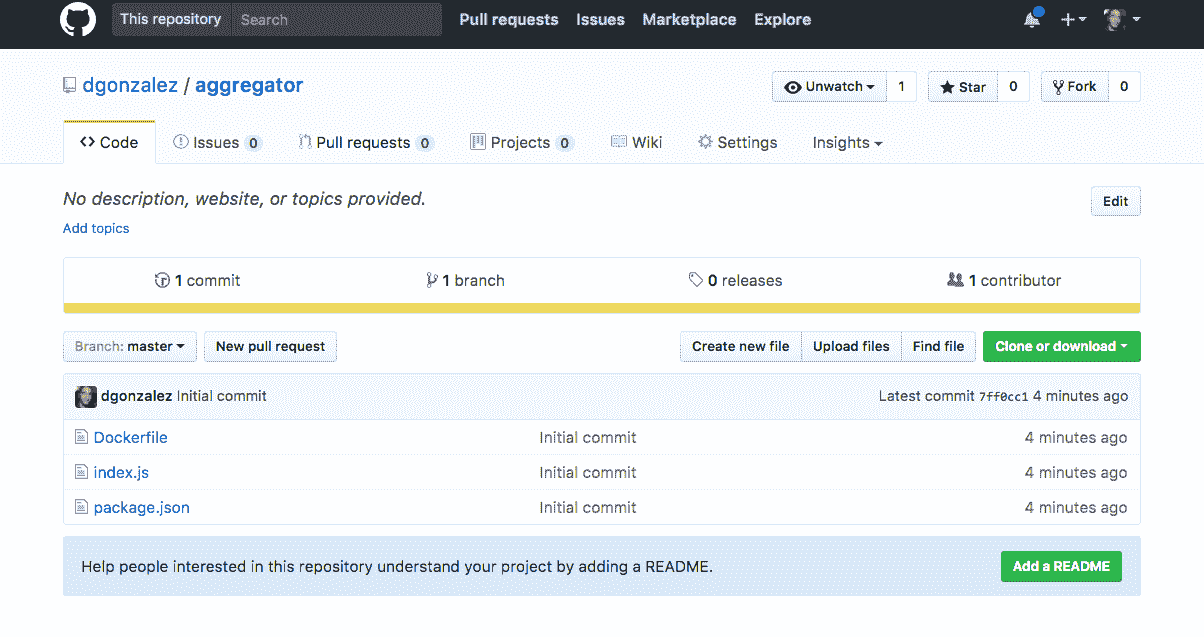 This repository Search Pull requests Issues Marketplace Explore
dgonzalez / aggregator Unwatch 1 Star 0 Fork 0
Code Issues 0 Pull requests 0 Projects 0 Wiki Settings Insights
No description, website, or topics provided. Edit
Add topics
1 commit 1 branch 0 releases 1 contributor
Branch: master New pull request Create new file Upload files Find file Clone or download
dgonzalez Initial commit Latest commit 7ff0cc1 4 minutes ago
Dockerfile Initial commit 4 minutes ago
index.js Initial commit 4 minutes ago
package.json Initial commit 4 minutes ago
Help people interested in this repository understand your project by adding a README. Add a README